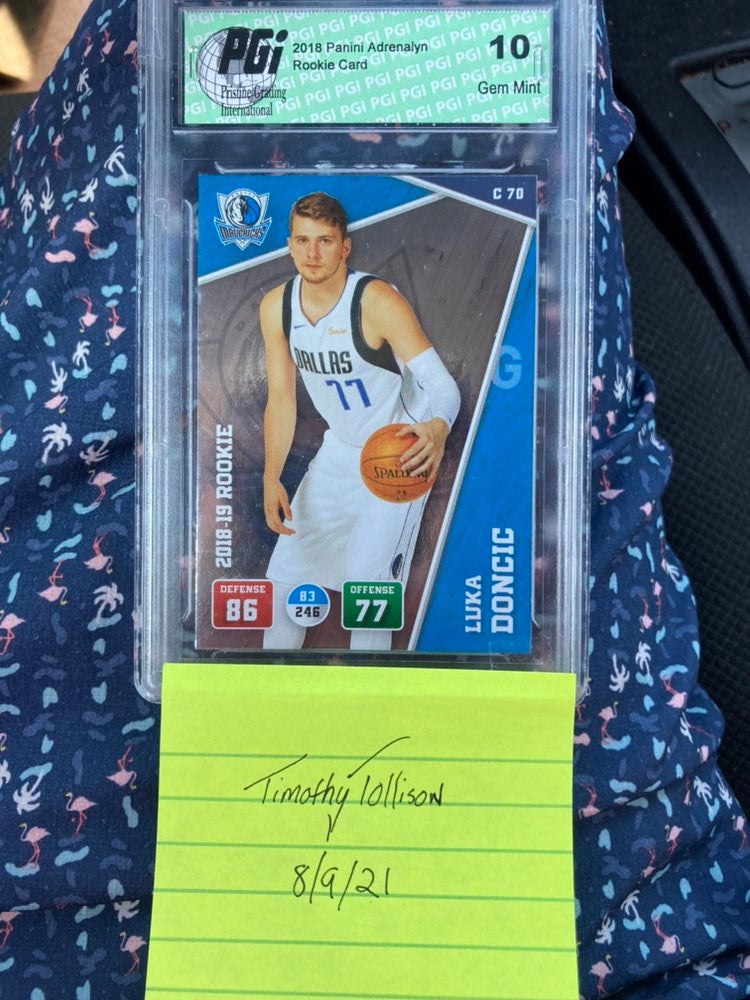 PGi
Pristine Grading
International
2018 Panini Adrenalyn
Rookie Card
10
Gem Mint
C 70
MAVERICKS
5miles
DALLAS
77
SPALDING
G
2018-19 ROOKIE
LUKA
DONCIC
DEFENSE
86
83
246
OFFENSE
77
Timothy Tollison
8/9/21